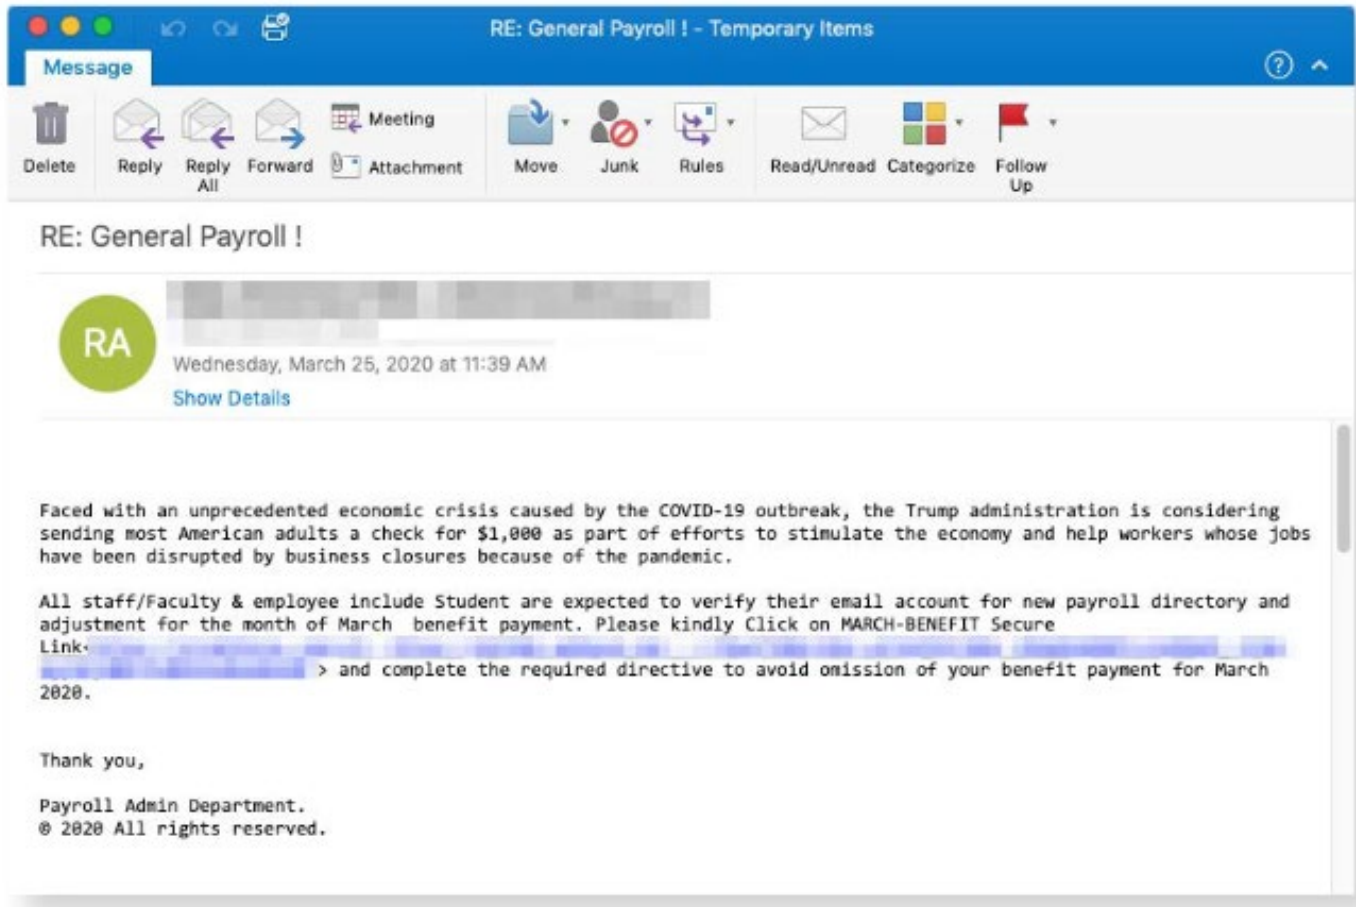 RE: General Payroll ! - Temporary Items
Message
Delete
Reply
Reply All
Forward
Meeting
Attachment
Move
Junk
Rules
Read/Unread
Categorize
Follow Up
RE: General Payroll !
RA
Wednesday, March 25, 2020 at 11:39 AM
Show Details
Faced with an unprecedented economic crisis caused by the COVID-19 outbreak, the Trump administration is considering
sending most American adults a check for $1,000 as part of efforts to stimulate the economy and help workers whose jobs
have been disrupted by business closures because of the pandemic.
All staff/Faculty & employee include Student are expected to verify their email account for new payroll directory and
adjustment for the month of March  benefit payment. Please kindly Click on MARCH-BENEFIT Secure
Link<
> and complete the required directive to avoid omission of your benefit payment for March
2020.
Thank you,
Payroll Admin Department.
© 2020 All rights reserved.